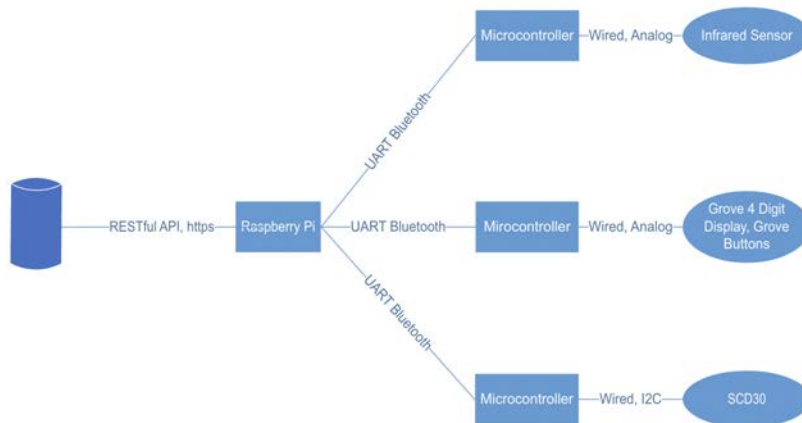 Microcontroller
Wired, Analog
Infrared Sensor
UART Bluetooth
RESTful API, https
Raspberry Pi
UART Bluetooth
Mirocontroller
Wired, Analog
Grove 4 Digit
Display, Grove
Buttons
UART Bluetooth
Microcontroller
Wired, I2C
SCD30